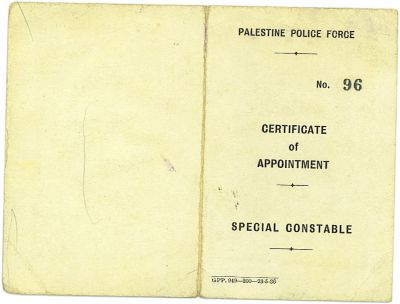 PALESTINE POLICE FORCE
No. 96
CERTIFICATE
of
APPOINTMENT
SPECIAL CONSTABLE